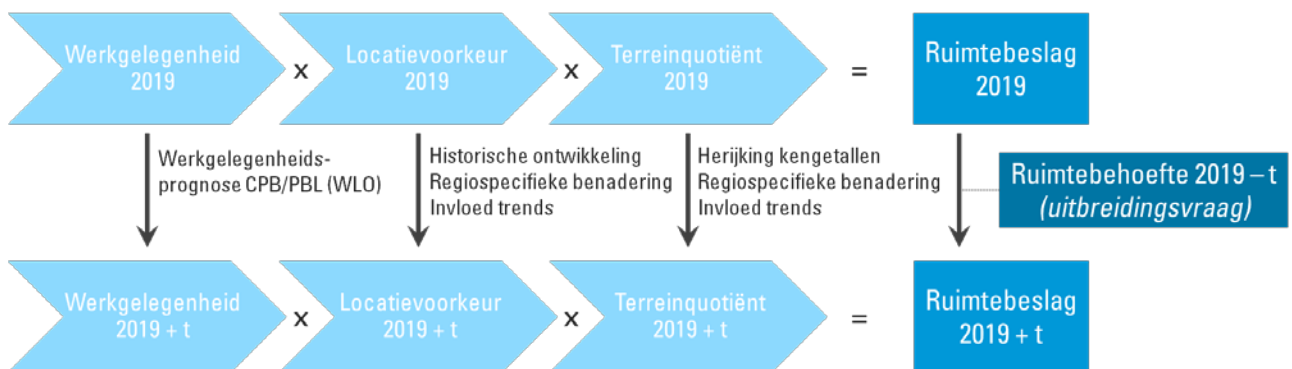 Werkgelegenheid
2019
x
Locatievoorkeur
2019
x
Terreinquotiënt
2019
=
Ruimtebeslag
2019
Werkgelegenheids-
prognose CPB/PBL (WLO)
Historische ontwikkeling
Regiospecifieke benadering
Invloed trends
Herijking kengetallen
Regiospecifieke benadering
Invloed trends
Ruimtebehoefte 2019 – t
(uitbreidingsvraag)
Werkgelegenheid
2019 + t
x
Locatievoorkeur
2019 + t
x
Terreinquotiënt
2019 + t
=
Ruimtebeslag
2019 + t